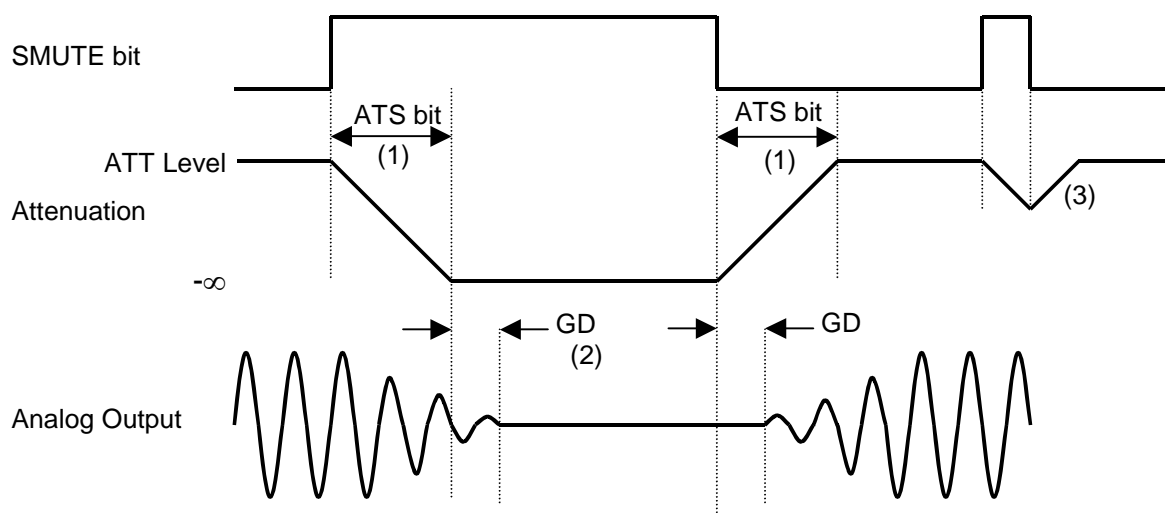 SMUTE bit
ATS bit
(1)
ATS bit
(1)
ATT Level
(3)
Attenuation
-∞
GD
(2)
GD
Analog Output